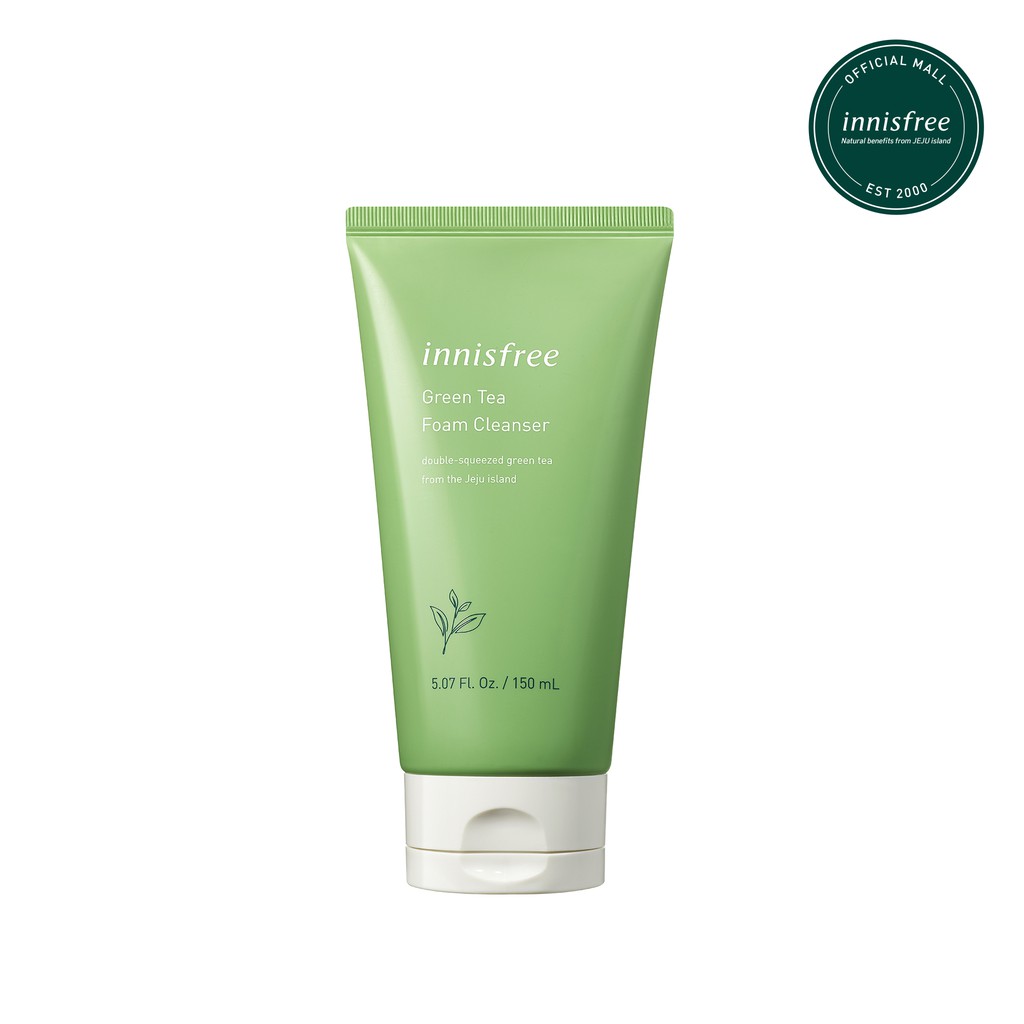 OFFICIAL MALL
innisfree
Natural benefits from JEJU island
EST 2000
innisfree
Green Tea
Foam Cleanser
double-squeezed green tea
from the Jeju island
5.07 Fl. Oz. / 150 mL